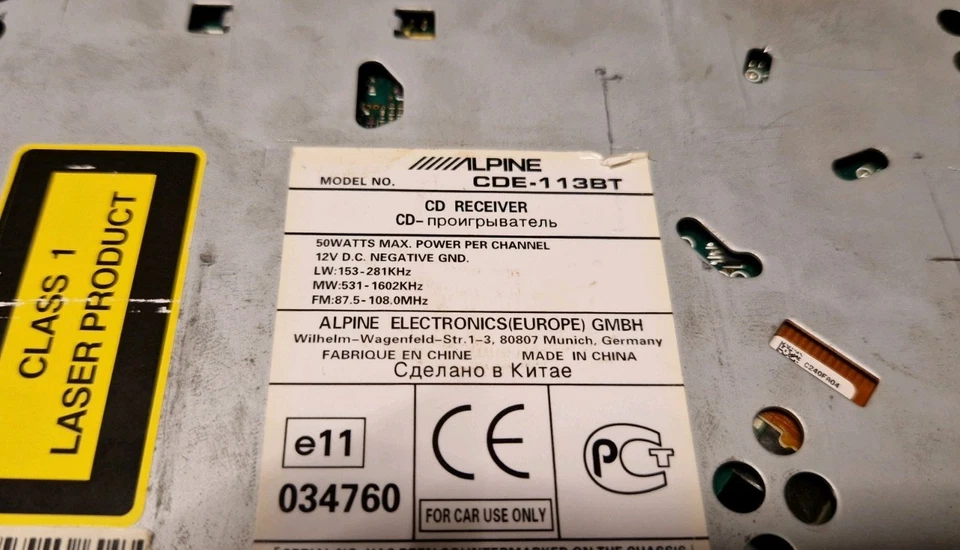 ALPINE
MODEL NO. CDE-113BT
CD RECEIVER
CD-проигрыватель
50WATTS MAX. POWER PER CHANNEL
12V D.C. NEGATIVE GND.
LW:153-281KHz
MW:531-1602KHz
FM:87.5-108.0MHz
ALPINE ELECTRONICS(EUROPE) GMBH
Wilhelm-Wagenfeld-Str.1-3, 80807 Munich, Germany
FABRIQUE EN CHINE MADE IN CHINA
Сделано в Китае
e11
034760
CE
FOR CAR USE ONLY
РСТ
CLASS 1
LASER PRODUCT
C240FA04